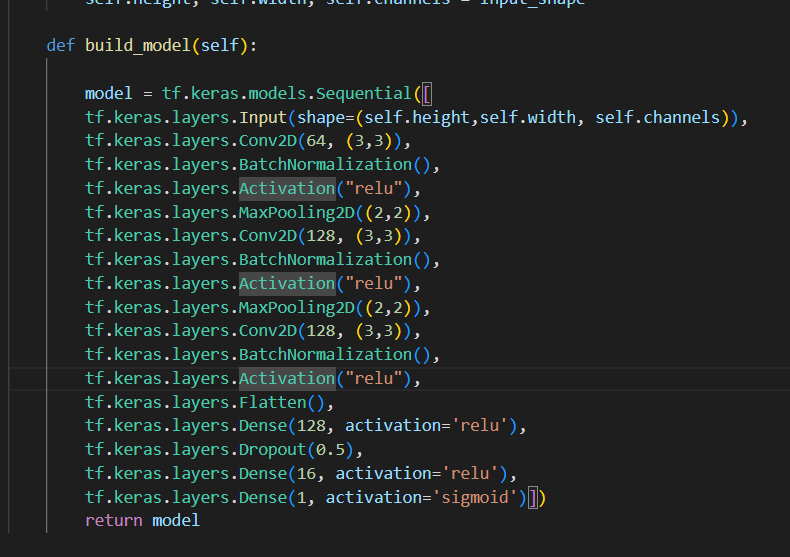 self.height, self.width, self.channels = input_shape
def build_model(self):
model = tf.keras.models.Sequential([
tf.keras.layers.Input(shape=(self.height,self.width, self.channels)),
tf.keras.layers.Conv2D(64, (3,3)),
tf.keras.layers.BatchNormalization(),
tf.keras.layers.Activation("relu"),
tf.keras.layers.MaxPooling2D((2,2)),
tf.keras.layers.Conv2D(128, (3,3)),
tf.keras.layers.BatchNormalization(),
tf.keras.layers.Activation("relu"),
tf.keras.layers.MaxPooling2D((2,2)),
tf.keras.layers.Conv2D(128, (3,3)),
tf.keras.layers.BatchNormalization(),
tf.keras.layers.Activation("relu"),
tf.keras.layers.Flatten(),
tf.keras.layers.Dense(128, activation='relu'),
tf.keras.layers.Dropout(0.5),
tf.keras.layers.Dense(16, activation='relu'),
tf.keras.layers.Dense(1, activation='sigmoid')])
return model